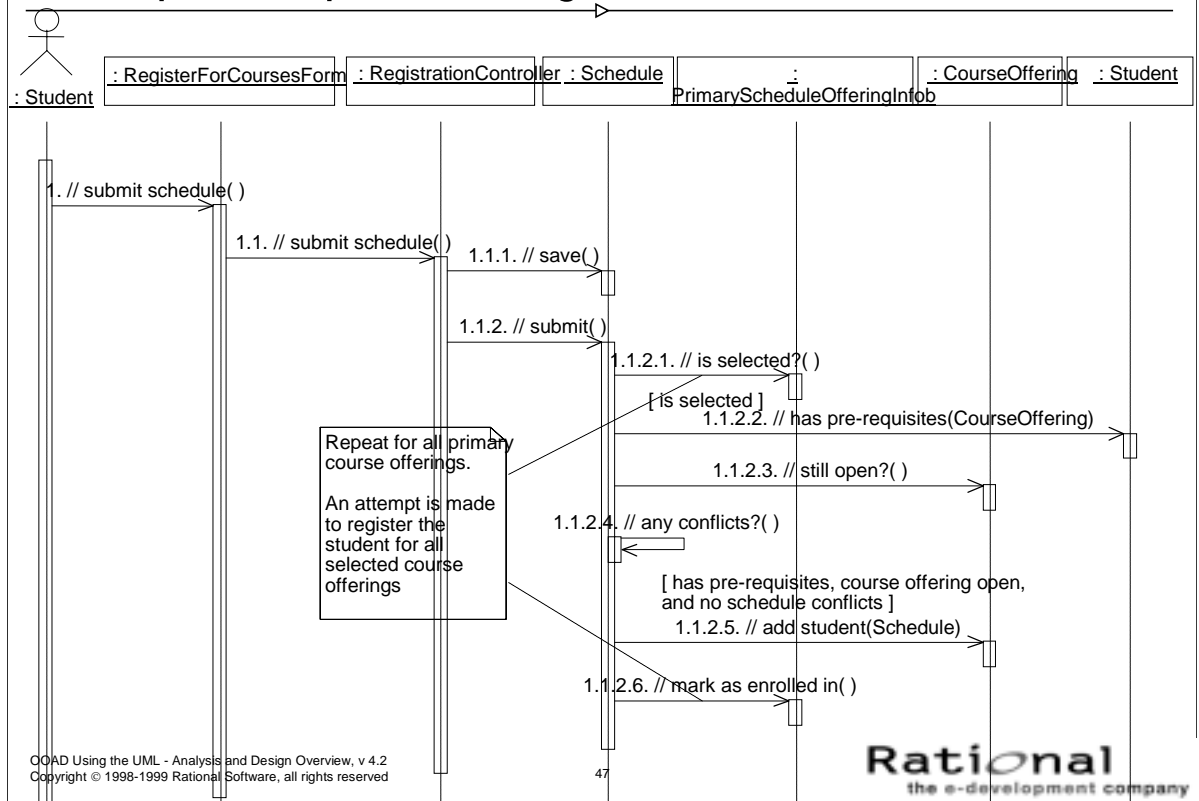 : Student
: RegisterForCoursesForm
: RegistrationController
: Schedule
:
PrimaryScheduleOfferingInfob
: CourseOffering
: Student
1. // submit schedule( )
1.1. // submit schedule( )
1.1.1. // save( )
1.1.2. // submit( )
1.1.2.1. // is selected?( )
[ is selected ]
1.1.2.2. // has pre-requisites(CourseOffering)
Repeat for all primary
course offerings.
An attempt is made
to register the
student for all
selected course
offerings
1.1.2.3. // still open?( )
1.1.2.4. // any conflicts?( )
[ has pre-requisites, course offering open,
and no schedule conflicts ]
1.1.2.5. // add student(Schedule)
1.1.2.6. // mark as enrolled in( )
OOAD Using the UML - Analysis and Design Overview, v 4.2
Copyright © 1998-1999 Rational Software, all rights reserved
47
Rational
the e-development company